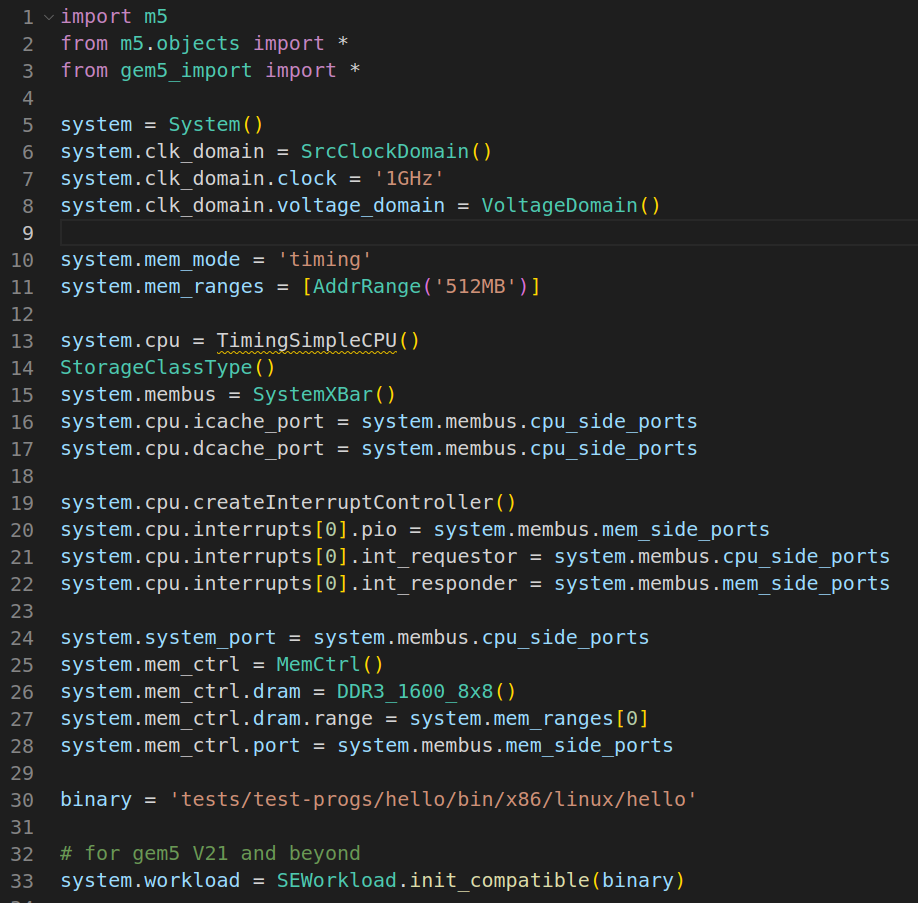 1 import m5
2 from m5.objects import *
3 from gem5_import import *
4
5 system = System()
6 system.clk_domain = SrcClockDomain()
7 system.clk_domain.clock = '1GHz'
8 system.clk_domain.voltage_domain = VoltageDomain()
9
10 system.mem_mode = 'timing'
11 system.mem_ranges = [AddrRange('512MB')]
12
13 system.cpu = TimingSimpleCPU()
14 StorageClassType()
15 system.membus = SystemXBar()
16 system.cpu.icache_port = system.membus.cpu_side_ports
17 system.cpu.dcache_port = system.membus.cpu_side_ports
18
19 system.cpu.createInterruptController()
20 system.cpu.interrupts[0].pio = system.membus.mem_side_ports
21 system.cpu.interrupts[0].int_requestor = system.membus.cpu_side_ports
22 system.cpu.interrupts[0].int_responder = system.membus.mem_side_ports
23
24 system.system_port = system.membus.cpu_side_ports
25 system.mem_ctrl = MemCtrl()
26 system.mem_ctrl.dram = DDR3_1600_8x8()
27 system.mem_ctrl.dram.range = system.mem_ranges[0]
28 system.mem_ctrl.port = system.membus.mem_side_ports
29
30 binary = 'tests/test-progs/hello/bin/x86/linux/hello'
31
32 # for gem5 V21 and beyond
33 system.workload = SEWorkload.init_compatible(binary)